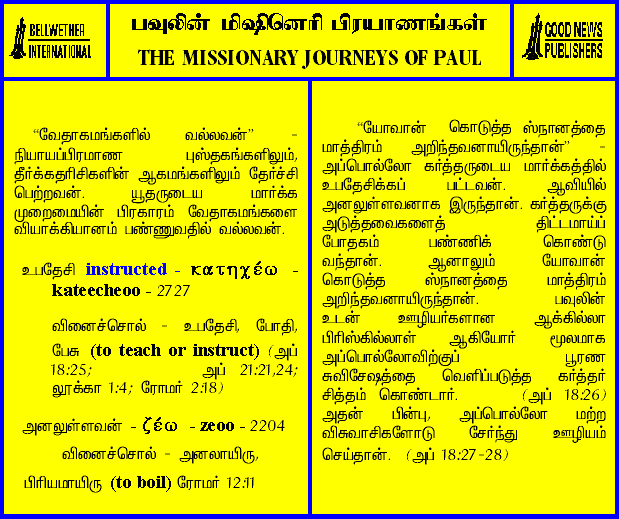 BELLWETHER
INTERNATIONAL
பவுலின் மிஷினெரி பிரயாணங்கள்
THE MISSIONARY JOURNEYS OF PAUL
GOOD NEWS
PUBLISHERS
“வேதாகமங்களில் வல்லவன்” -
நியாயப்பிரமாண புஸ்தகங்களிலும்,
தீர்க்கதரிசிகளின் ஆகமங்களிலும் தேர்ச்சி
பெற்றவன். யூதருடைய மார்க்க
முறைமையின் பிரகாரம் வேதாகமங்களை
வியாக்கியானம் பண்ணுவதில் வல்லவன்.
உபதேசி instructed - κατηχέω -
kateecheoo - 2727
வினைச்சொல் - உபதேசி, போதி,
பேசு (to teach or instruct) (அப்
18:25; அப் 21:21,24;
லூக்கா 1:4; ரோமர் 2:18)
அனலுள்ளவன் - ζέω - zeoo - 2204
வினைச்சொல் - அனலாயிரு,
பிரியமாயிரு (to boil) ரோமர் 12:11
“யோவான் கொடுத்த ஸ்நானத்தை
மாத்திரம் அறிந்தவனாயிருந்தான்” -
அப்பொல்லோ கர்த்தருடைய மார்க்கத்தில்
உபதேசிக்கப் பட்டவன். ஆவியில்
அனலுள்ளவனாக இருந்தான். கர்த்தருக்கு
அடுத்தவைகளைத் திட்டமாய்ப்
போதகம் பண்ணிக் கொண்டு
வந்தான். ஆனாலும் யோவான்
கொடுத்த ஸ்நானத்தை மாத்திரம்
அறிந்தவனாயிருந்தான். பவுலின்
உடன் ஊழியர்களான ஆக்கில்லா
பிரிஸ்கில்லாள் ஆகியோர் மூலமாக
அப்பொல்லோவிற்குப் பூரண
சுவிசேஷத்தை வெளிப்படுத்த கர்த்தர்
சித்தம் கொண்டார். (அப் 18:26)
அதன் பின்பு, அப்பொல்லோ மற்ற
விசுவாசிகளோடு சேர்ந்து ஊழியம்
செய்தான். (அப் 18:27-28)